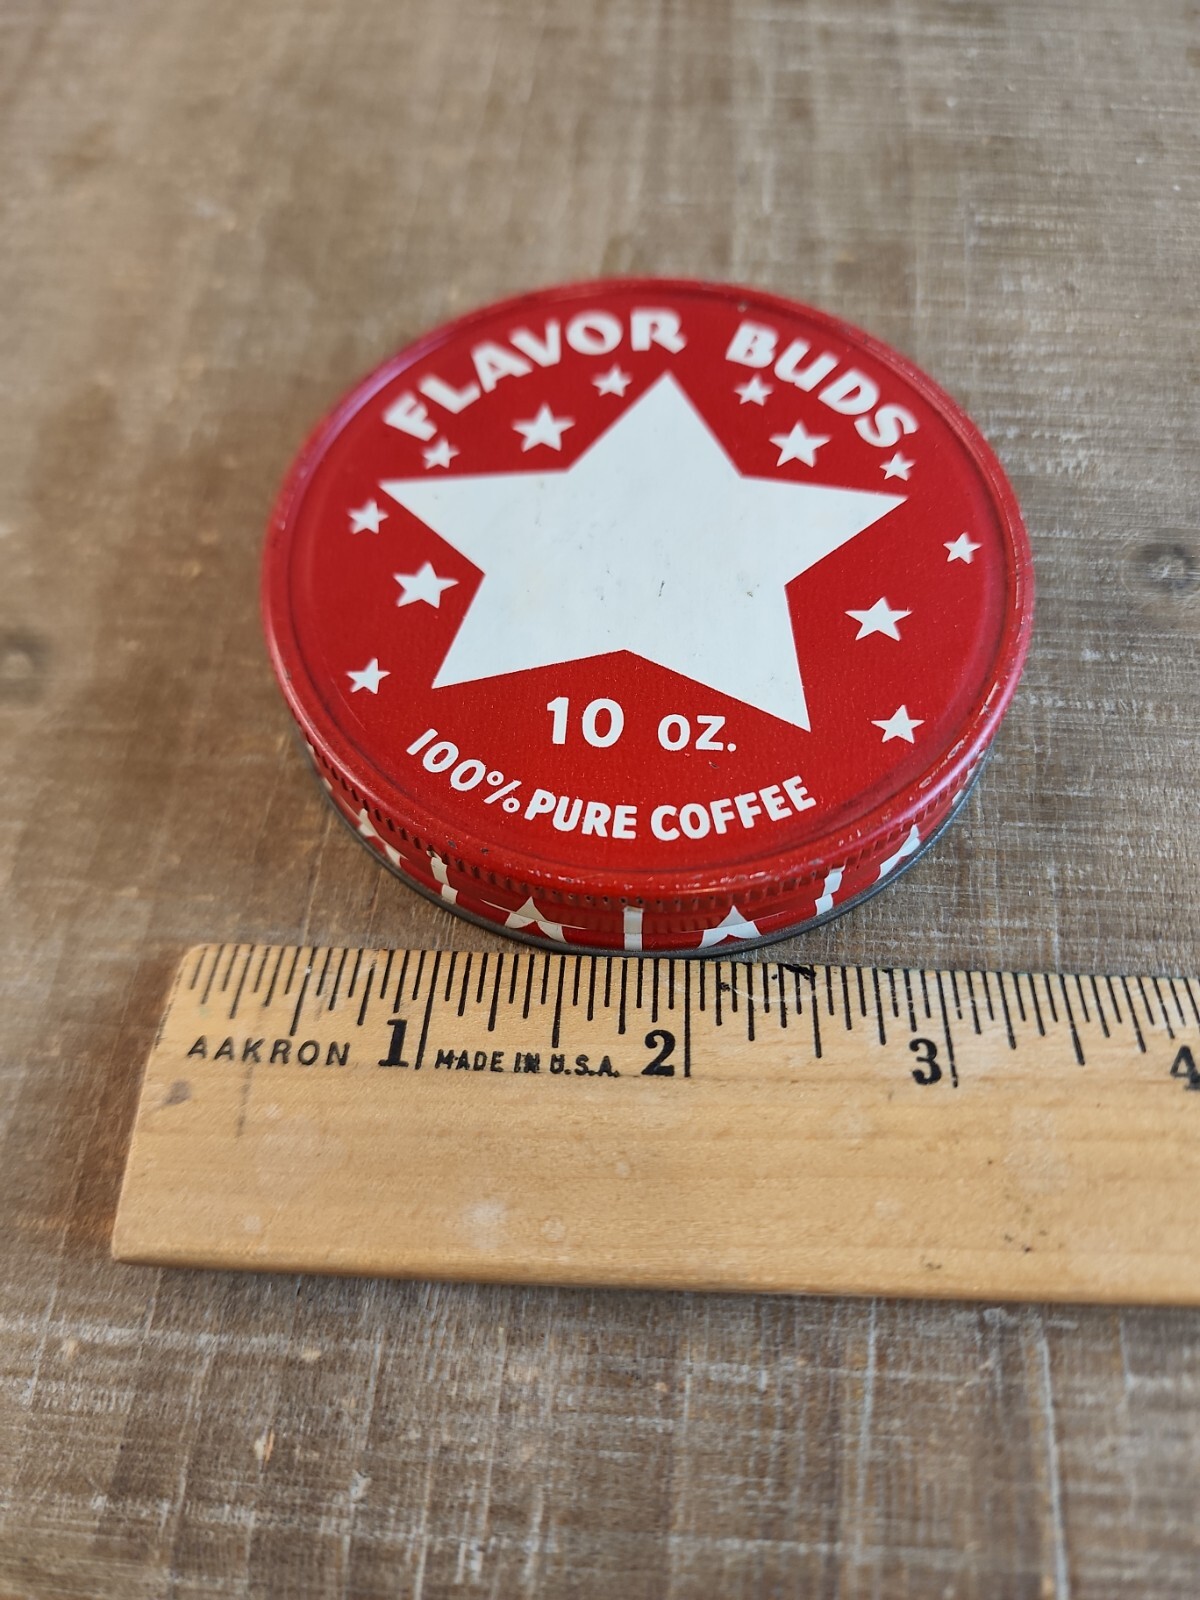 FLAVOR BUDS
10 OZ.
100% PURE COFFEE
AAKRON 1 MADE IN U.S.A. 2 3 4